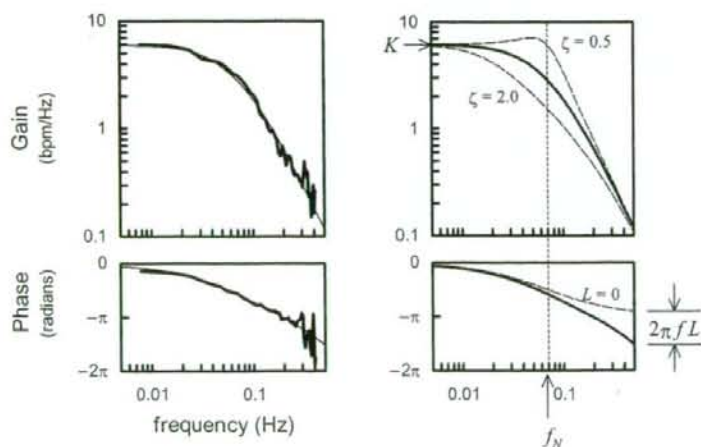 Gain
(bpm/Hz)
10
1
0.1
K
ζ = 0.5
ζ = 2.0
10
1
0.1
Phase
(radians)
0
−π
−2π
0.01
0.1
frequency (Hz)
0
−π
−2π
L = 0
2π f L
0.01
0.1
f_N